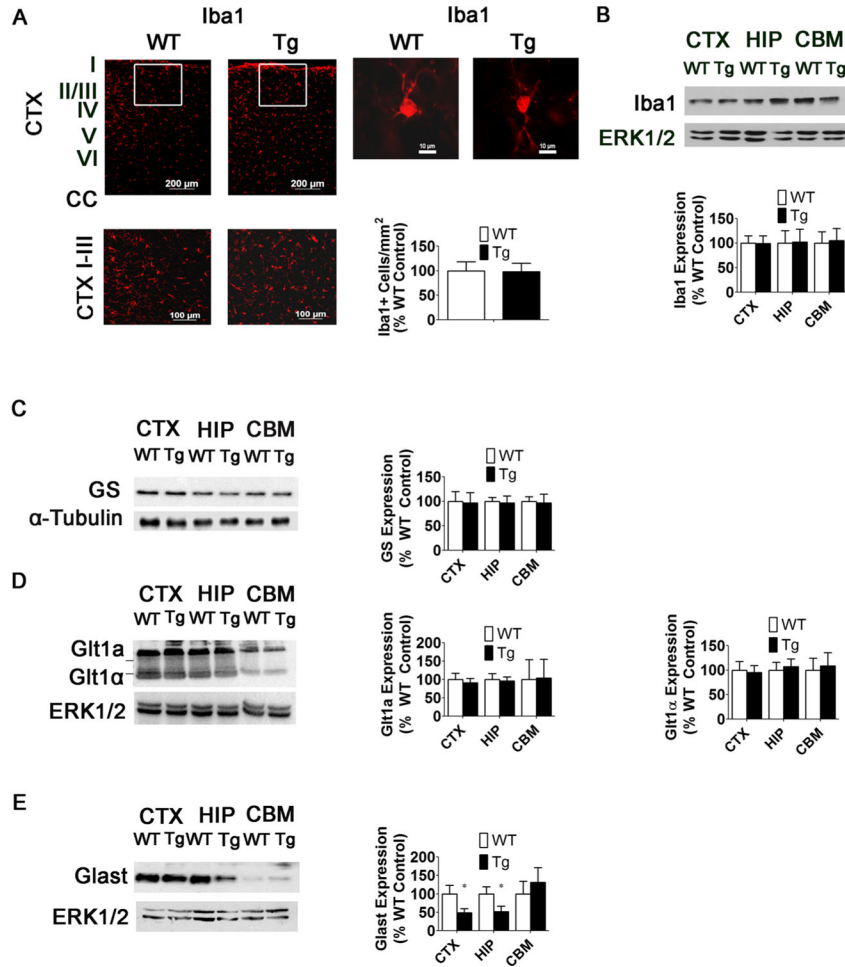 A
Iba1
WT Tg
CTX
I
II/III
IV
V
VI
CC
200 µm
200 µm
CTX I-III
100 µm
100 µm
Iba1
WT Tg
10 µm
10 µm
Iba1+ Cells/mm2
(% WT Control)
150
100
50
0
WT
Tg
B
CTX HIP CBM
WT Tg WT Tg WT Tg
Iba1
ERK1/2
Iba1 Expression
(% WT Control)
150
100
50
0
WT
Tg
CTX
HIP
CBM
C
CTX HIP CBM
WT Tg WT Tg WT Tg
GS
α-Tubulin
GS Expression
(% WT Control)
150
100
50
0
WT
Tg
CTX
HIP
CBM
D
CTX HIP CBM
WT Tg WT Tg WT Tg
Glt1a
Glt1α
ERK1/2
Glt1a Expression
(% WT Control)
200
150
100
50
0
WT
Tg
CTX
HIP
CBM
Glt1α Expression
(% WT Control)
150
100
50
0
WT
Tg
CTX
HIP
CBM
E
CTX HIP CBM
WT Tg WT Tg WT Tg
Glast
ERK1/2
Glast Expression
(% WT Control)
200
150
100
50
0
WT
Tg
* *
CTX
HIP
CBM